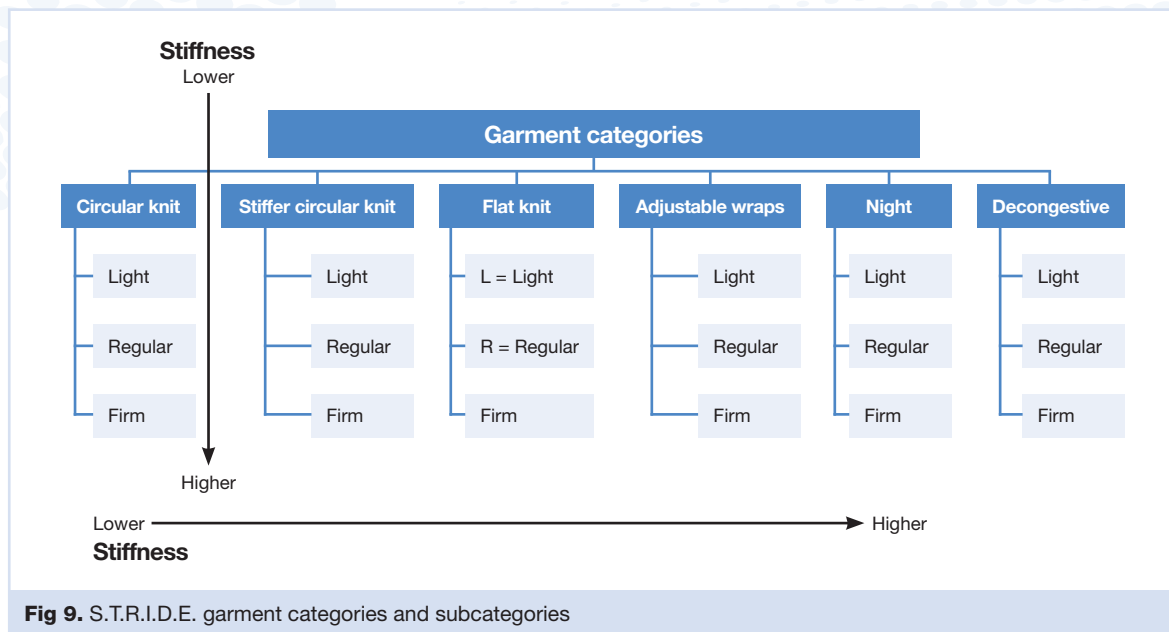 Stiffness
Lower
Garment categories
Circular knit
Stiffer circular knit
Flat knit
Adjustable wraps
Night
Decongestive
Light
Light
L = Light
Light
Light
Light
Regular
Regular
R = Regular
Regular
Regular
Regular
Firm
Firm
Firm
Firm
Firm
Firm
Higher
Lower
Higher
Stiffness
Fig 9. S.T.R.I.D.E. garment categories and subcategories